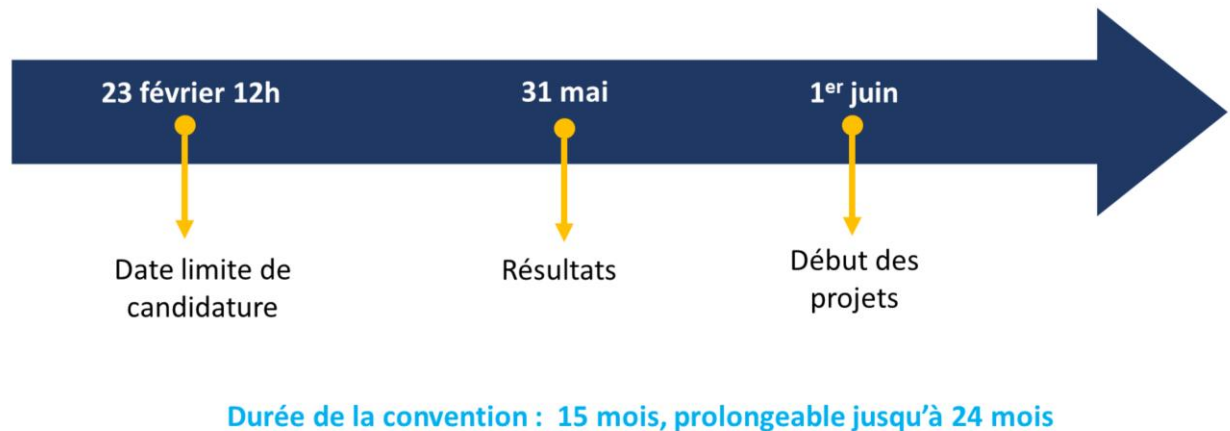 23 février 12h
31 mai
1er juin
Date limite de
candidature
Résultats
Début des
projets
Durée de la convention : 15 mois, prolongeable jusqu’à 24 mois